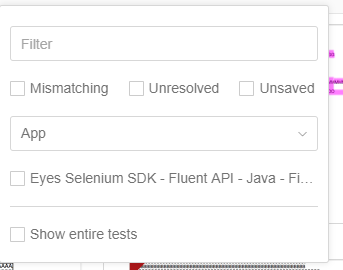 Filter
Mismatching Unresolved Unsaved
App
Eyes Selenium SDK - Fluent API - Java - Fi...
Show entire tests